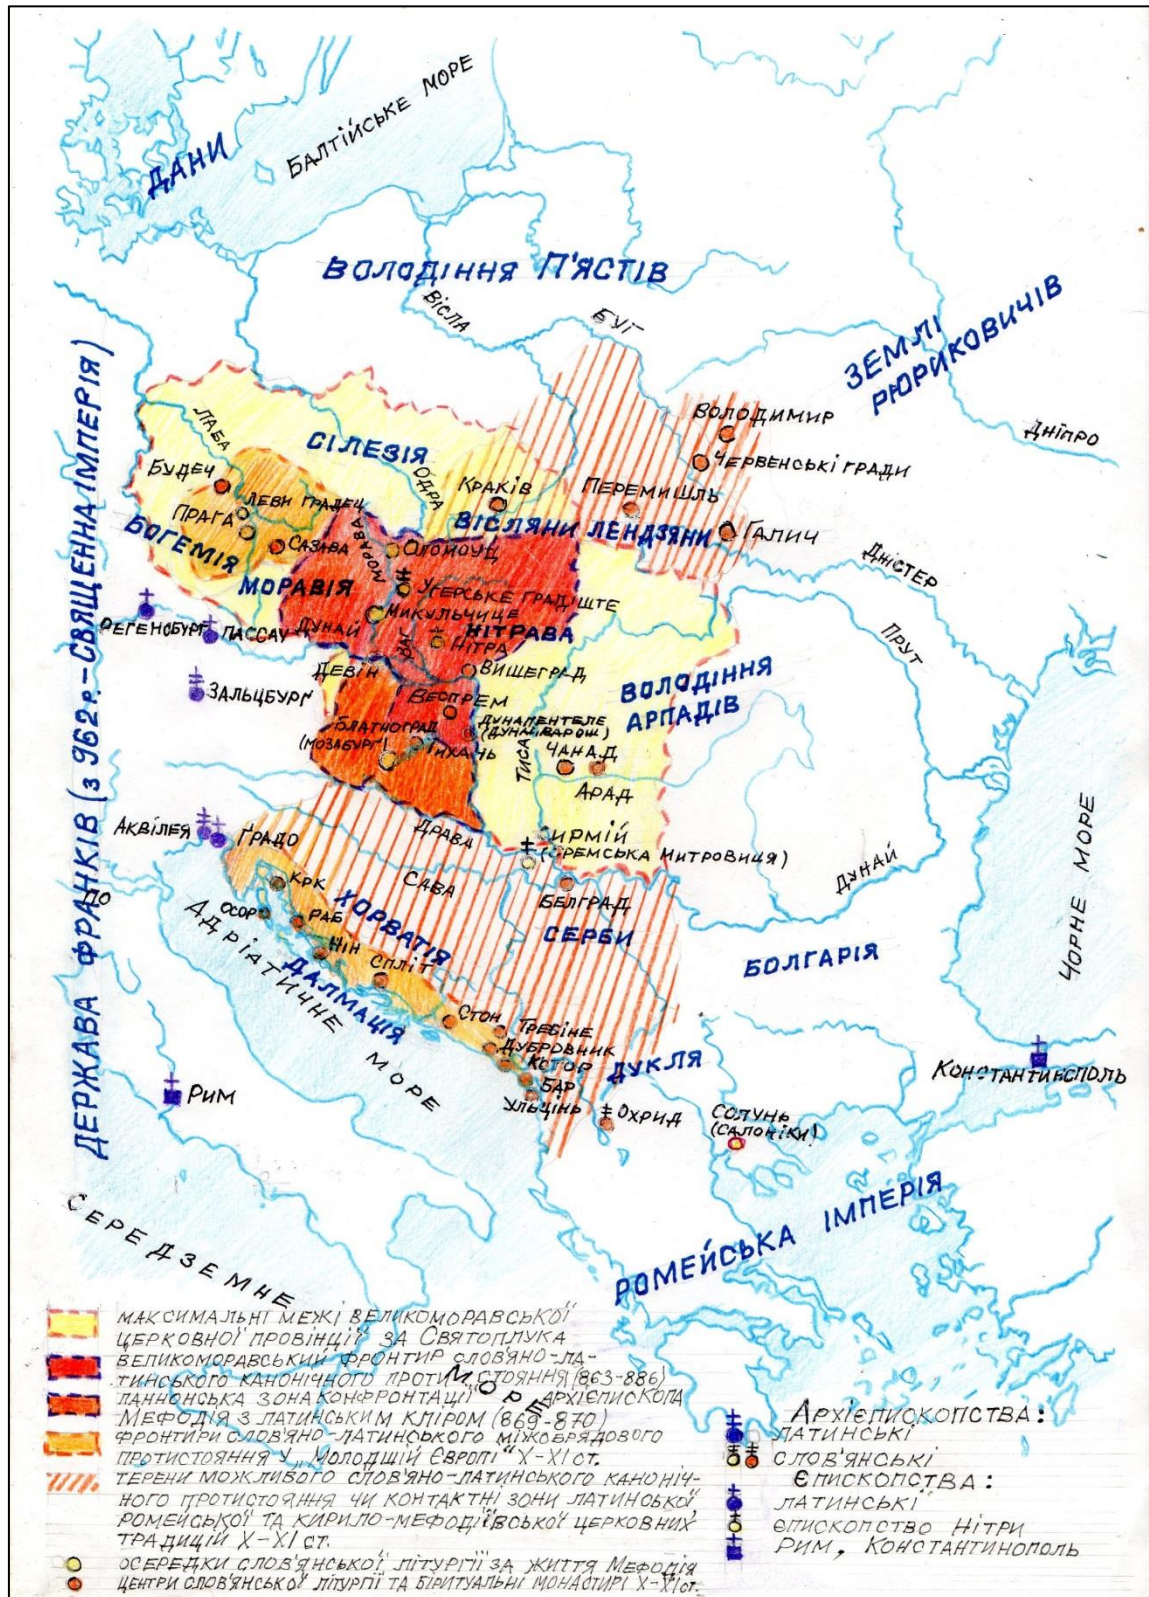 БАЛТІЙСЬКЕ МОРЕ
ДАНИ
ВОЛОДІННЯ П'ЯСТІВ
ВІСЛА
БУГ
ЗЕМЛІ
РЮРИКОВИЧІВ
ДНІПРО
ДЕРЖАВА ФРАНКІВ (з 962 р.-СВЯЩЕННА ІМПЕРІЯ)
ЛАБА
СІЛЕЗІЯ
ОДРА
ВОЛОДИМИР
ЧЕРВЕНСЬКІ ГРАДИ
БУДЕЧ
ЛЕВИ ГРАДЕЦ
КРАКІВ
ПЕРЕМИШЛЬ
ПРАГА
ВІСЛЯНИ
ЛЕНДЗЯНИ
ГАЛИЧ
БОГЕМІЯ
САЗАВА
МОРАВА
ОЛОМОУЦ
ДНІСТЕР
МОРАВІЯ
УГЕРСЬКЕ ГРАДІШТЕ
МИКУЛЬЧИЦЕ
РЕГЕНСБУРГ
ПАССАУ
ДУНАЙ
ВАГ
НІТРАВА
НІТРА
ПРУТ
ДЕВІН
ВИШЕГРАД
ЗАЛЬЦБУРГ
ВЕСПРЕМ
ВОЛОДІННЯ
АРПАДІВ
БЛАТНОГРАД
(МОЗАБУРГ)
ТИХАНЬ
ДУНАПЕНТЕЛЕ
(ДУНАЙВАРОШ)
ТИСА
ЧАНАД
АРАД
АКВІЛЕЯ
ГРАДО
ДРАВА
СИРМІЙ
(СРЕМСЬКА МИТРОВИЦЯ)
ПО
КРК
САВА
БЕЛГРАД
ДУНАЙ
ЧОРНЕ МОРЕ
ОСОР
РАБ
ХОРВАТІЯ
СЕРБИ
НІН
СПЛІТ
БОЛГАРІЯ
АДРІАТИЧНЕ МОРЕ
ДАЛМАЦІЯ
СТОН
ТРЕБІНЕ
ДУБРОВНИК
КОТОР
БАР
УЛЬЦІНЬ
ДУКЛЯ
КОНСТАНТИНОПОЛЬ
РИМ
ОХРИД
СОЛУНЬ
(САЛОНІКИ)
СЕРЕДЗЕМНЕ
МОРЕ
РОМЕЙСЬКА ІМПЕРІЯ
МАКСИМАЛЬНІ МЕЖІ ВЕЛИКОМОРАВСЬКОЇ
ЦЕРКОВНОЇ ПРОВІНЦІЇ ЗА СВЯТОПЛУКА
ВЕЛИКОМОРАВСЬКИЙ ФРОНТИР СЛОВ'ЯНО-ЛА-
ТИНСЬКОГО КАНОНІЧНОГО ПРОТИСТОЯННЯ (863-886)
ПАННОНСЬКА ЗОНА КОНФРОНТАЦІЇ АРХІЄПИСКОПА
МЕФОДІЯ З ЛАТИНСЬКИМ КЛІРОМ (869-870)
ФРОНТИРИ СЛОВ'ЯНО-ЛАТИНСЬКОГО МІЖОБРЯДОВОГО
ПРОТИСТОЯННЯ У „МОЛОДШІЙ ЄВРОПІ" X-XI СТ.
ТЕРЕНИ МОЖЛИВОГО СЛОВ'ЯНО-ЛАТИНСЬКОГО КАНОНІЧ-
НОГО ПРОТИСТОЯННЯ ЧИ КОНТАКТНІ ЗОНИ ЛАТИНСЬКОЇ,
РОМЕЙСЬКОЇ ТА КИРИЛО-МЕФОДІЇВСЬКОЇ ЦЕРКОВНИХ
ТРАДИЦІЙ X-XI СТ.
ОСЕРЕДКИ СЛОВ'ЯНСЬКОЇ ЛІТУРГІЇ ЗА ЖИТТЯ МЕФОДІЯ
ЦЕНТРИ СЛОВ'ЯНСЬКОЇ ЛІТУРГІЇ ТА БІРИТУАЛЬНІ МОНАСТИРІ X-XI СТ.
АРХІЄПИСКОПСТВА:
ЛАТИНСЬКІ
СЛОВ'ЯНСЬКІ
ЄПИСКОПСТВА:
ЛАТИНСЬКІ
ЄПИСКОПСТВО НІТРИ
РИМ, КОНСТАНТИНОПОЛЬ